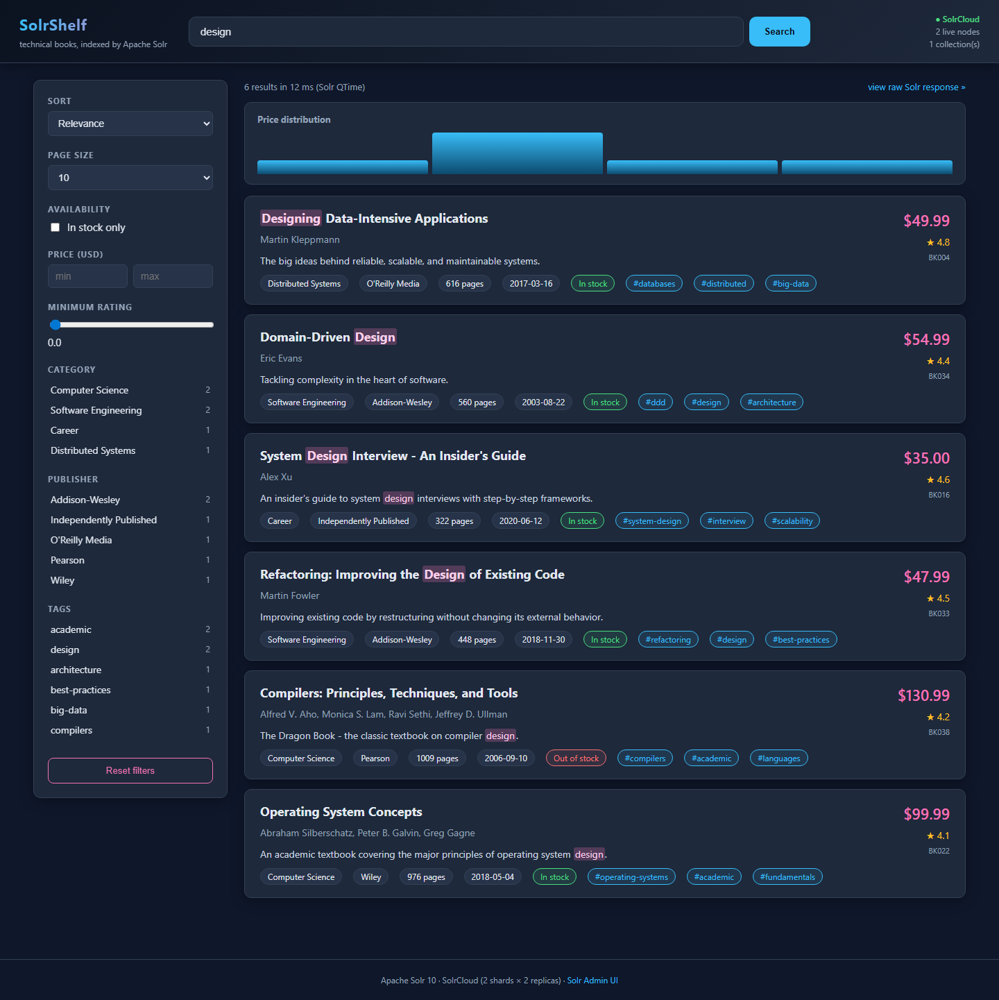 SolrShelf
technical books, indexed by Apache Solr
design
Search
● SolrCloud
2 live nodes
1 collection(s)
SORT
Relevance
PAGE SIZE
10
AVAILABILITY
In stock only
PRICE (USD)
min max
MINIMUM RATING
0.0
CATEGORY
Computer Science 2
Software Engineering 2
Career 1
Distributed Systems 1
PUBLISHER
Addison-Wesley 2
Independently Published 1
O'Reilly Media 1
Pearson 1
Wiley 1
TAGS
academic 2
design 2
architecture 1
best-practices 1
big-data 1
compilers 1
Reset filters
6 results in 12 ms (Solr QTime)
view raw Solr response »
Price distribution
Designing Data-Intensive Applications
Martin Kleppmann
The big ideas behind reliable, scalable, and maintainable systems.
Distributed Systems O'Reilly Media 616 pages 2017-03-16 In stock #databases #distributed #big-data
$49.99
★ 4.8
BK004
Domain-Driven Design
Eric Evans
Tackling complexity in the heart of software.
Software Engineering Addison-Wesley 560 pages 2003-08-22 In stock #ddd #design #architecture
$54.99
★ 4.4
BK034
System Design Interview - An Insider's Guide
Alex Xu
An insider's guide to system design interviews with step-by-step frameworks.
Career Independently Published 322 pages 2020-06-12 In stock #system-design #interview #scalability
$35.00
★ 4.6
BK016
Refactoring: Improving the Design of Existing Code
Martin Fowler
Improving existing code by restructuring without changing its external behavior.
Software Engineering Addison-Wesley 448 pages 2018-11-30 In stock #refactoring #design #best-practices
$47.99
★ 4.5
BK033
Compilers: Principles, Techniques, and Tools
Alfred V. Aho, Monica S. Lam, Ravi Sethi, Jeffrey D. Ullman
The Dragon Book - the classic textbook on compiler design.
Computer Science Pearson 1009 pages 2006-09-10 Out of stock #compilers #academic #languages
$130.99
★ 4.2
BK038
Operating System Concepts
Abraham Silberschatz, Peter B. Galvin, Greg Gagne
An academic textbook covering the major principles of operating system design.
Computer Science Wiley 976 pages 2018-05-04 In stock #operating-systems #academic #fundamentals
$99.99
★ 4.1
BK022
Apache Solr 10 · SolrCloud (2 shards × 2 replicas) · Solr Admin UI